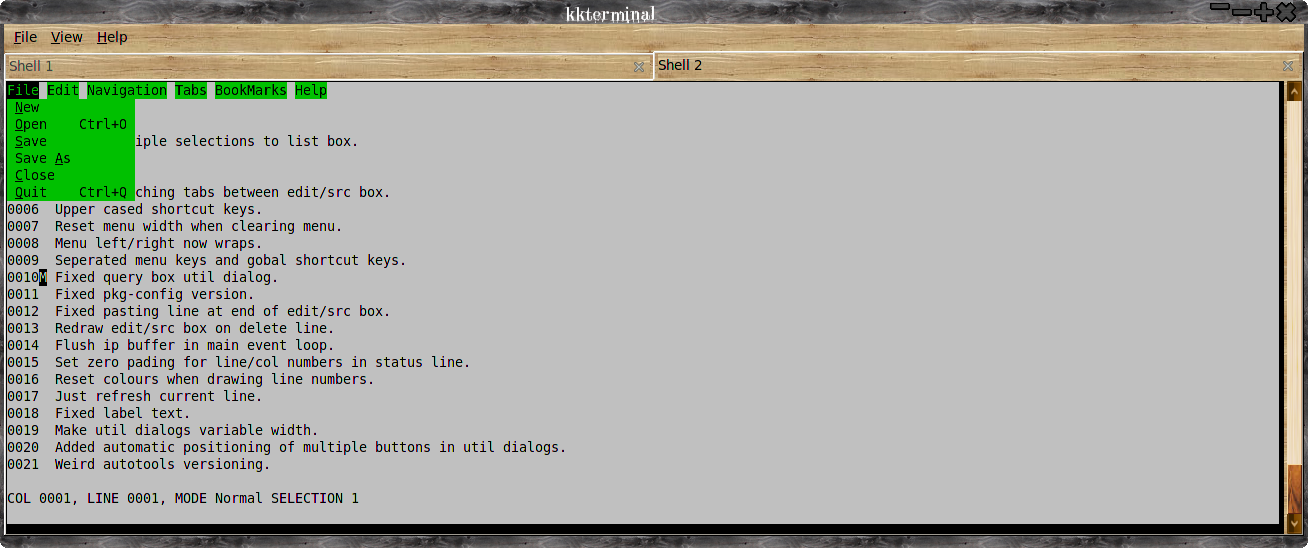 kkterminal
File View Help
Shell 1 Shell 2
File Edit Navigation Tabs BookMarks Help
New
Open Ctrl+O
Save iple selections to list box.
Save As
Close
Quit Ctrl+Q ching tabs between edit/src box.
0006 Upper cased shortcut keys.
0007 Reset menu width when clearing menu.
0008 Menu left/right now wraps.
0009 Seperated menu keys and gobal shortcut keys.
0010M Fixed query box util dialog.
0011 Fixed pkg-config version.
0012 Fixed pasting line at end of edit/src box.
0013 Redraw edit/src box on delete line.
0014 Flush ip buffer in main event loop.
0015 Set zero pading for line/col numbers in status line.
0016 Reset colours when drawing line numbers.
0017 Just refresh current line.
0018 Fixed label text.
0019 Make util dialogs variable width.
0020 Added automatic positioning of multiple buttons in util dialogs.
0021 Weird autotools versioning.
COL 0001, LINE 0001, MODE Normal SELECTION 1